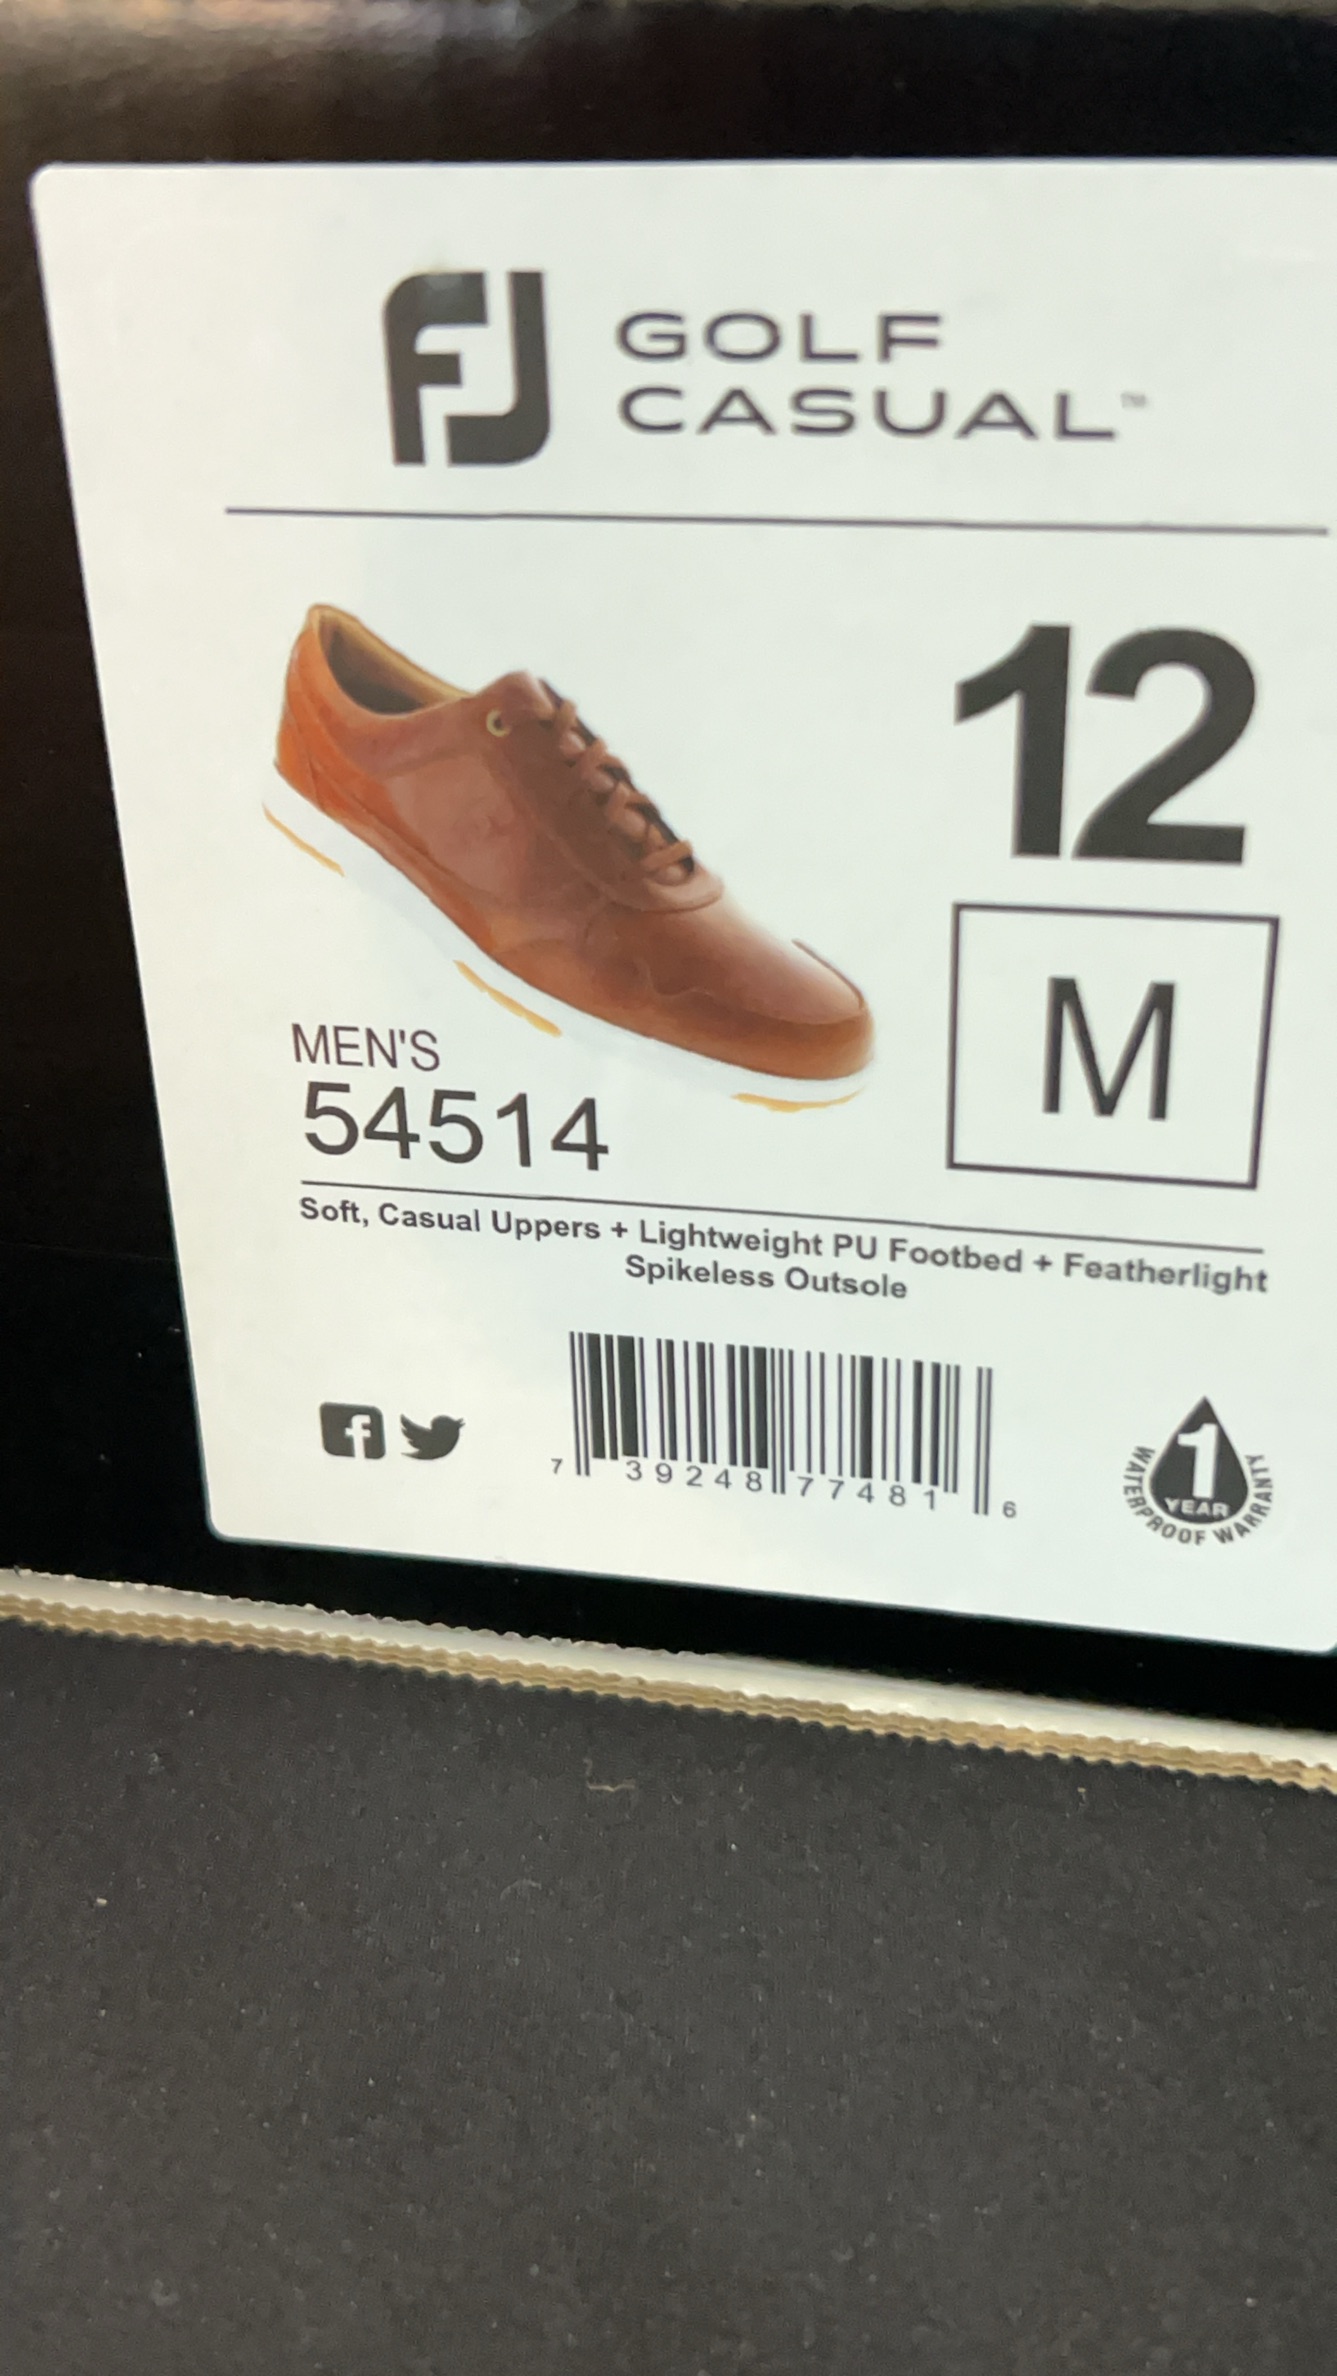 FJ GOLF
CASUAL™
12
M
MEN'S
54514
Soft, Casual Uppers + Lightweight PU Footbed + Featherlight
Spikeless Outsole
7 39248 77481 6
1
YEAR
WATERPROOF WARRANTY